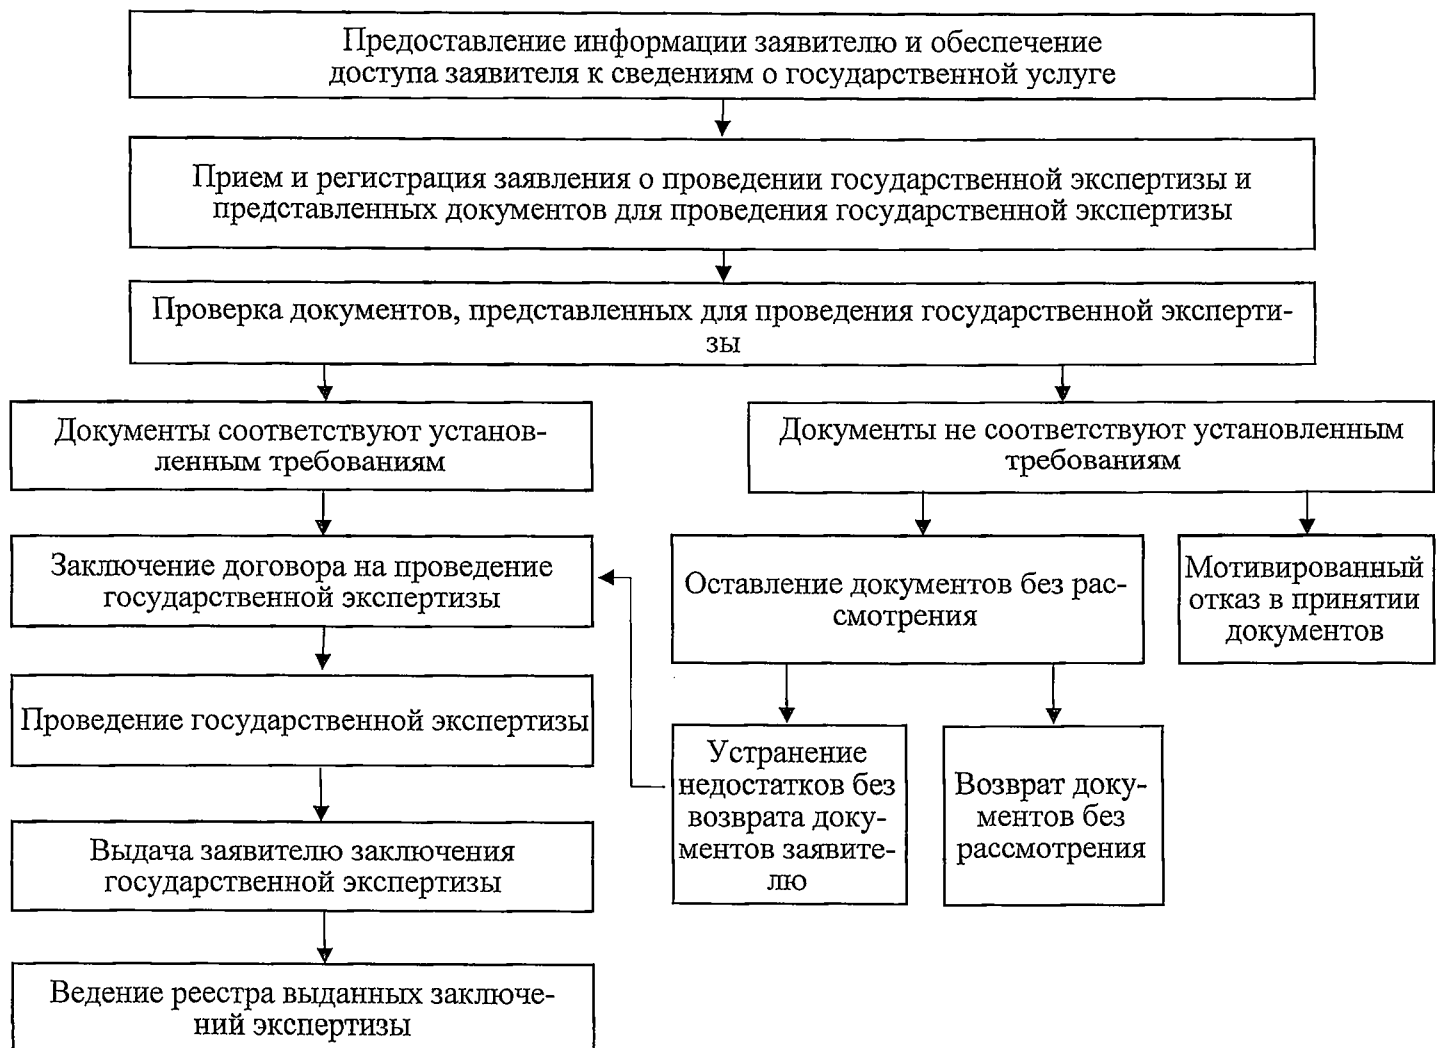 Предоставление информации заявителю и обеспечение
доступа заявителя к сведениям о государственной услуге
Прием и регистрация заявления о проведении государственной экспертизы и
представленных документов для проведения государственной экспертизы
Проверка документов, представленных для проведения государственной эксперти-
зы
Документы соответствуют установ-
ленным требованиям
Документы не соответствуют установленным
требованиям
Заключение договора на проведение
государственной экспертизы
Оставление документов без рас-
смотрения
Мотивированный
отказ в принятии
документов
Проведение государственной экспертизы
Устранение
недостатков без
возврата доку-
ментов заявите-
лю
Возврат доку-
ментов без
рассмотрения
Выдача заявителю заключения
государственной экспертизы
Ведение реестра выданных заключе-
ний экспертизы